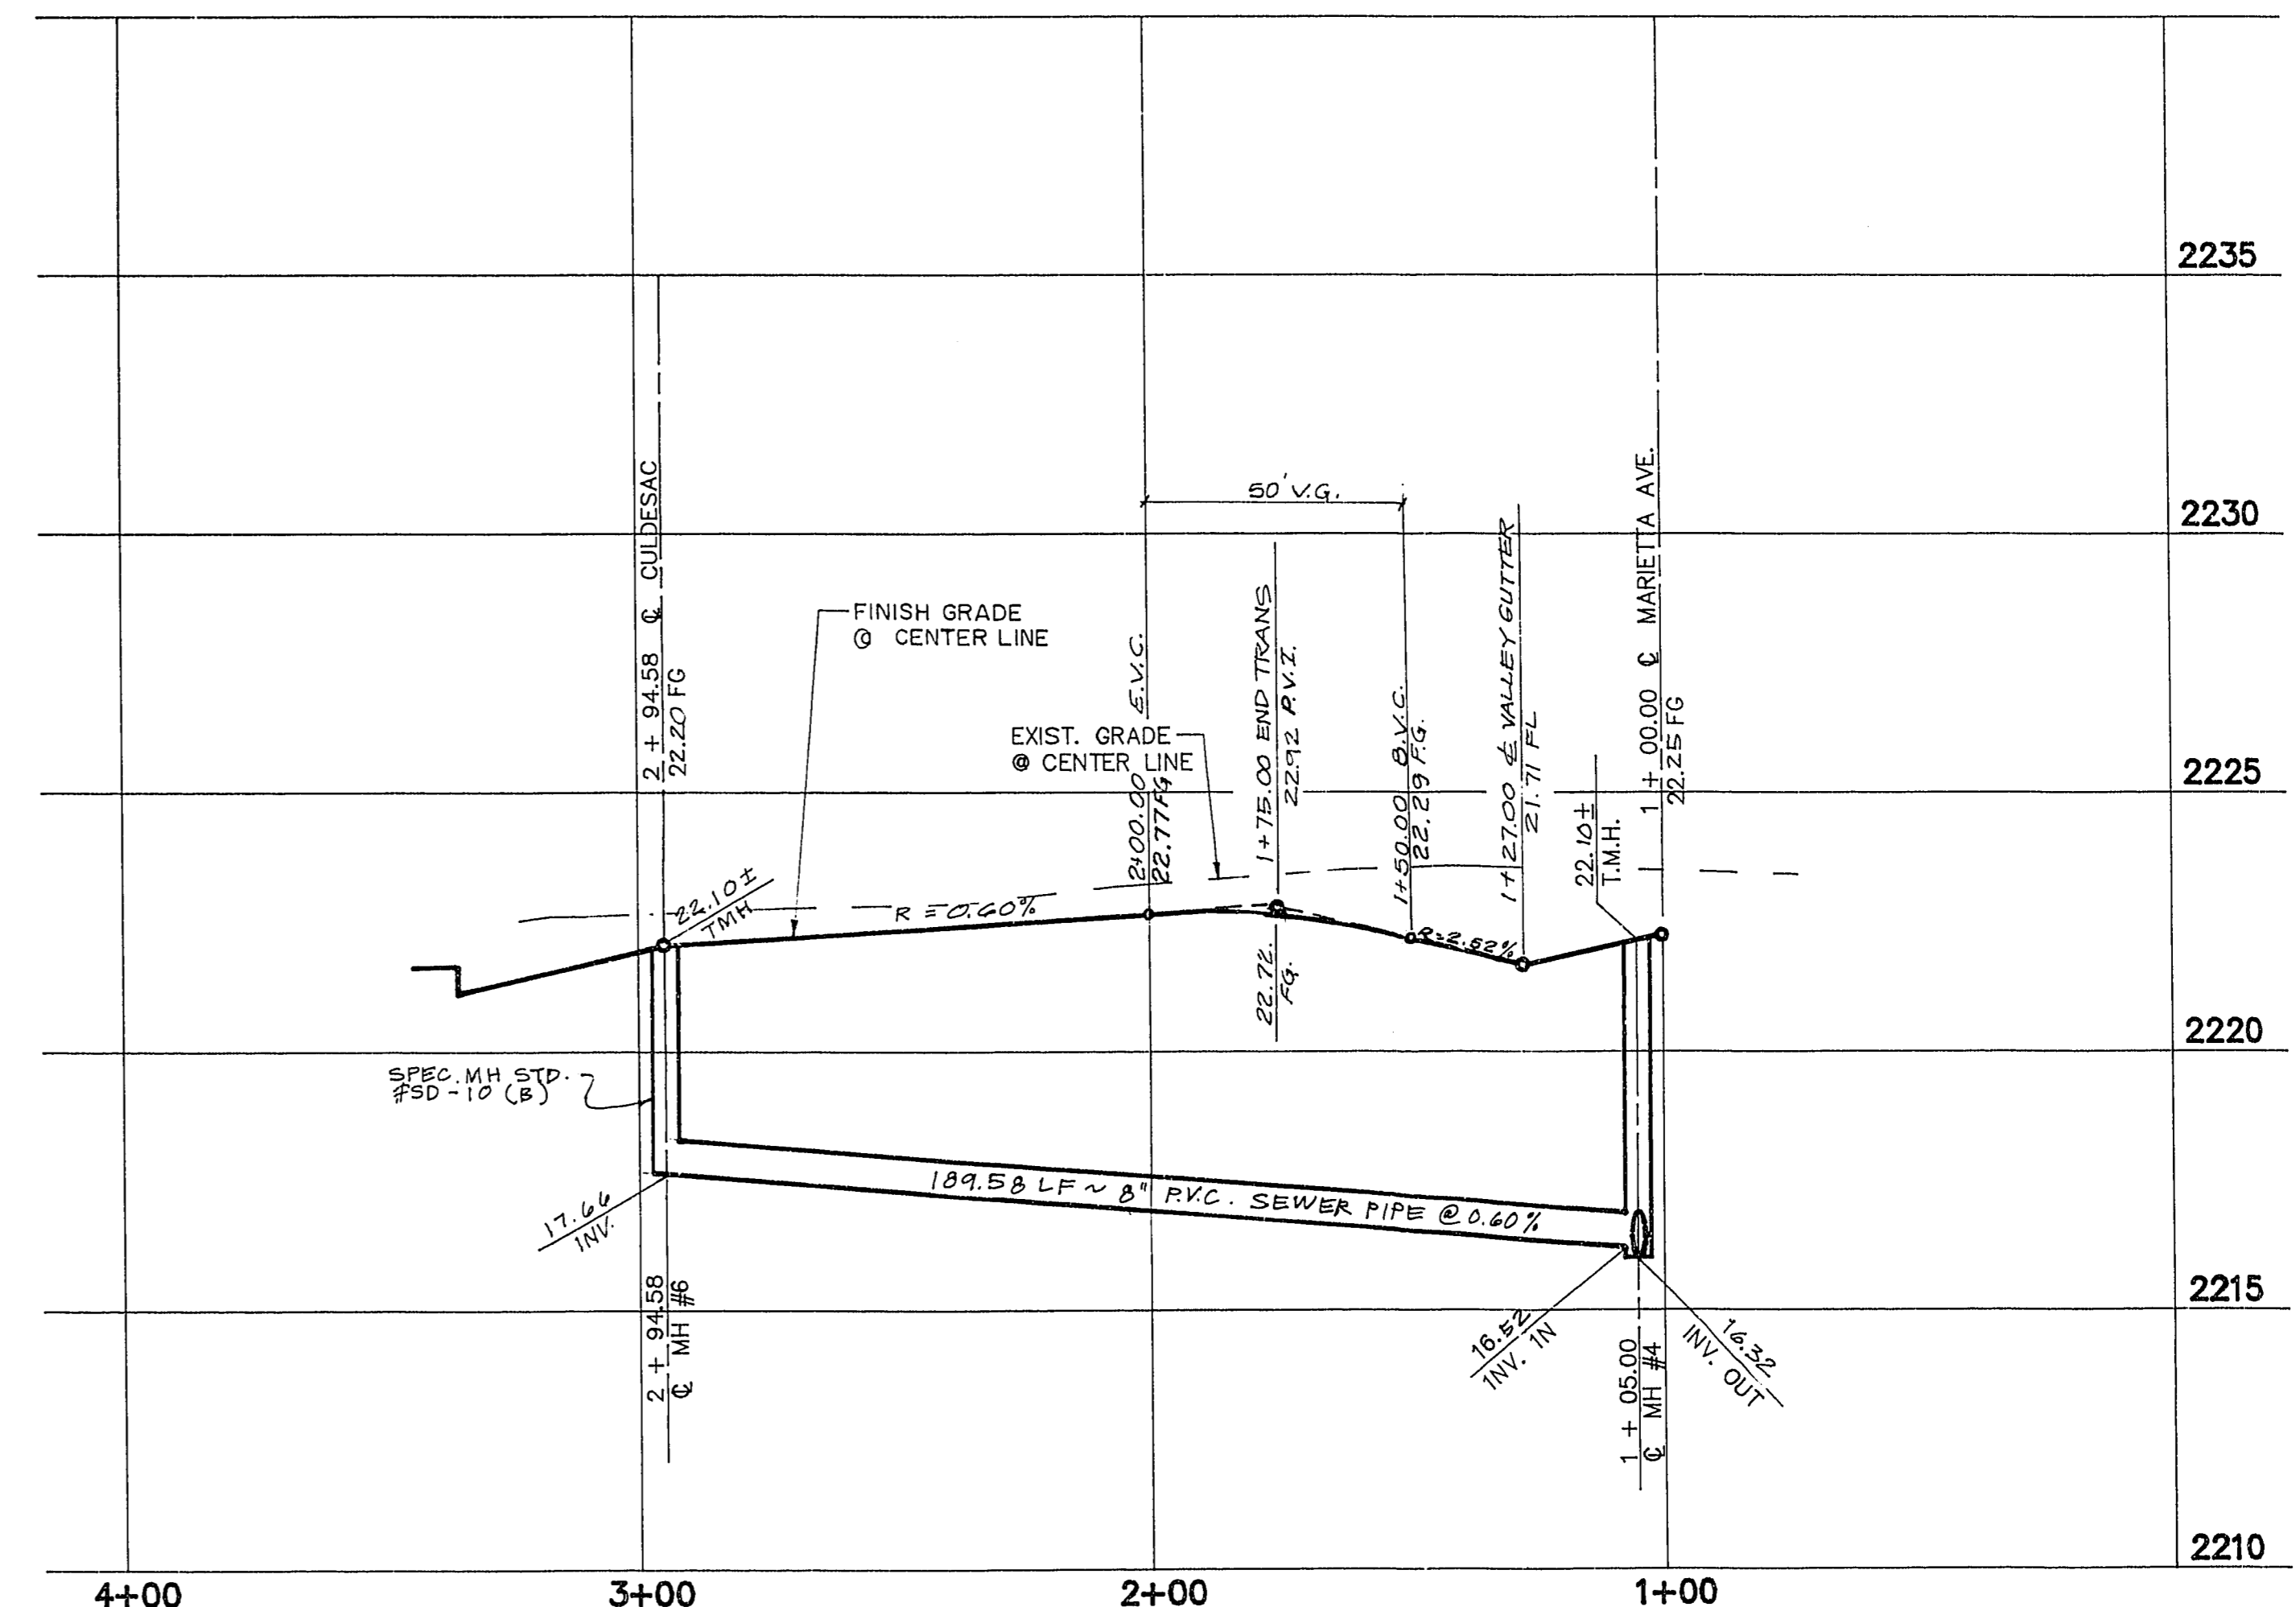 2235
2230
2225
2220
2215
2210
4+00
3+00
2+00
1+00
2 + 94.58 ℄ CULDESAC
22.20 FG
FINISH GRADE
@ CENTER LINE
EXIST. GRADE
@ CENTER LINE
50' V.G.
2+00.00 E.V.C.
22.77 FG
1+75.00 END TRANS
22.92 P.V.I.
22.72
FG.
1+50.00 B.V.C.
22.29 F.G.
1+27.00 ℄ VALLEY GUTTER
21.71 FL
22.10±
T.M.H.
1 + 00.00 ℄ MARIETTA AVE.
22.25 FG
22.10±
TMH
R = 0.60%
R=2.52%
SPEC. MH STD.
#SD-10 (B)
189.58 LF ~ 8" P.V.C. SEWER PIPE @ 0.60%
17.66
INV.
2 + 94.58
℄ MH #6
16.52
INV. IN
1 + 05.00
℄ MH #4
16.32
INV. OUT